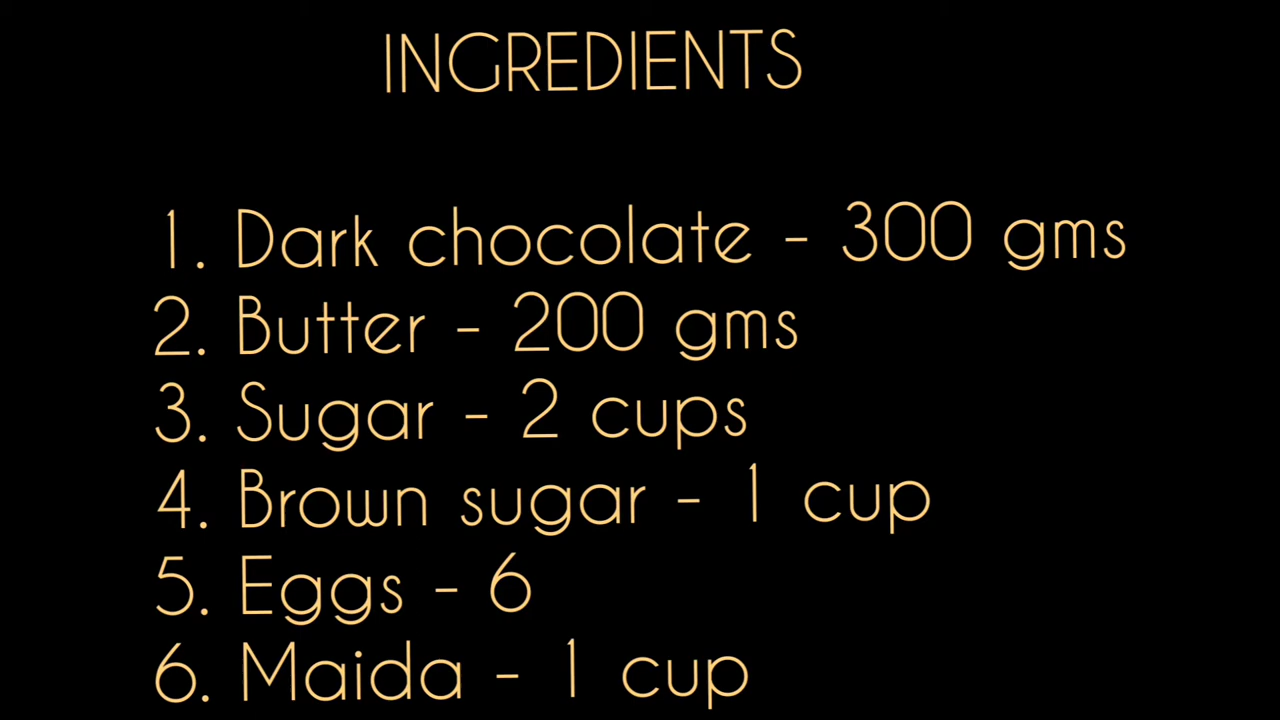 INGREDIENTS
1. Dark chocolate - 300 gms
2. Butter - 200 gms
3. Sugar - 2 cups
4. Brown sugar - 1 cup
5. Eggs - 6
6. Maida - 1 cup